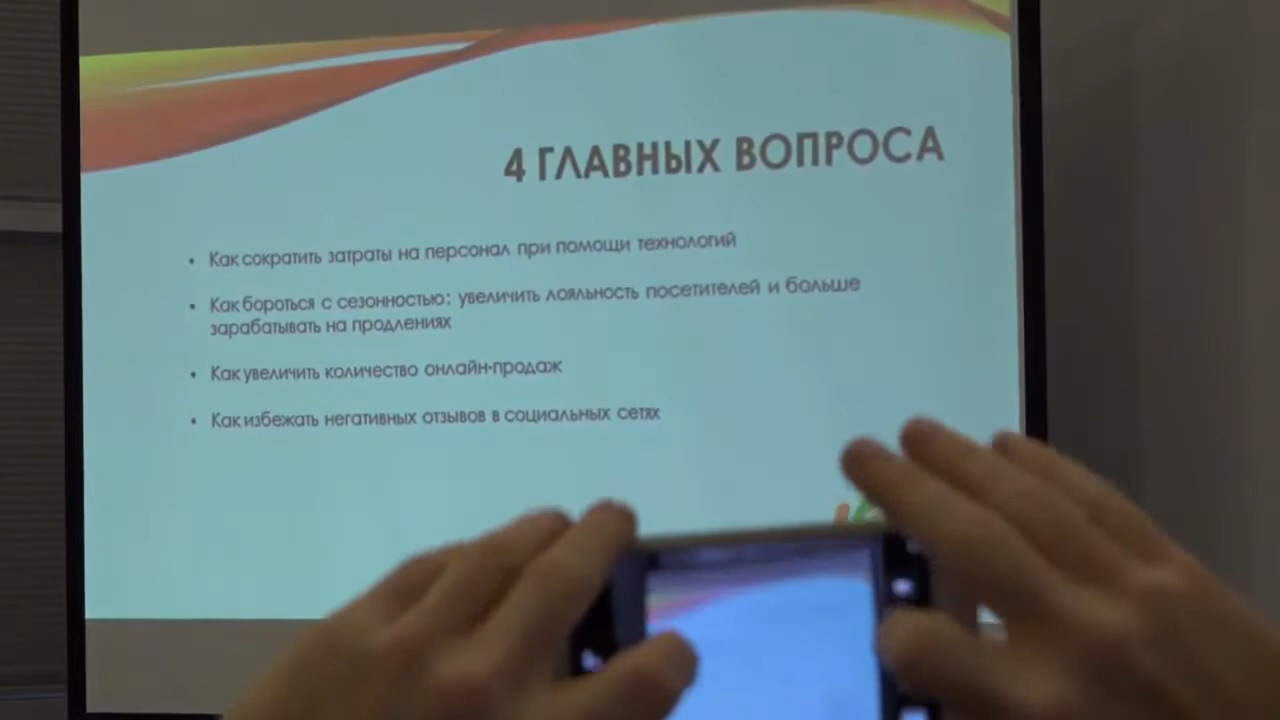 4 ГЛАВНЫХ ВОПРОСА
• Как сократить затраты на персонал при помощи технологий
• Как бороться с сезонностью: увеличить лояльность посетителей и больше
зарабатывать на продлениях
• Как увеличить количество онлайн-продаж
• Как избежать негативных отзывов в социальных сетях